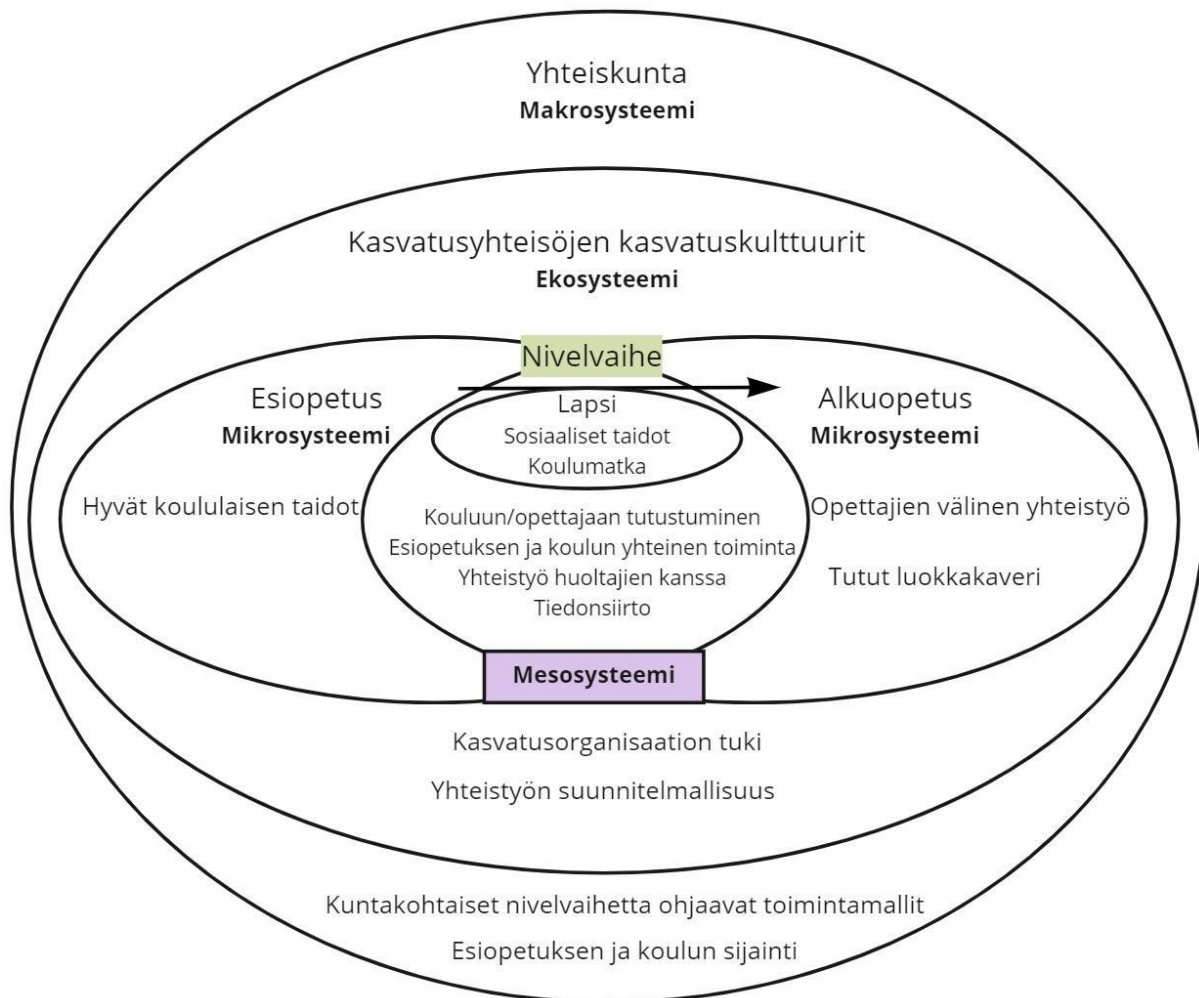 Yhteiskunta
Makrosysteemi
Kasvatusyhteisöjen kasvatuskulttuurit
Ekosysteemi
Nivelvaihe
Esiopetus
Mikrosysteemi
Hyvät koululaisen taidot
Lapsi
Sosiaaliset taidot
Koulumatka
Kouluun/opettajaan tutustuminen
Esiopetuksen ja koulun yhteinen toiminta
Yhteistyö huoltajien kanssa
Tiedonsiirto
Alkuopetus
Mikrosysteemi
Opettajien välinen yhteistyö
Tutut luokkakaveri
Mesosysteemi
Kasvatusorganisaation tuki
Yhteistyön suunnitelmallisuus
Kuntakohtaiset nivelvaihetta ohjaavat toimintamallit
Esiopetuksen ja koulun sijainti